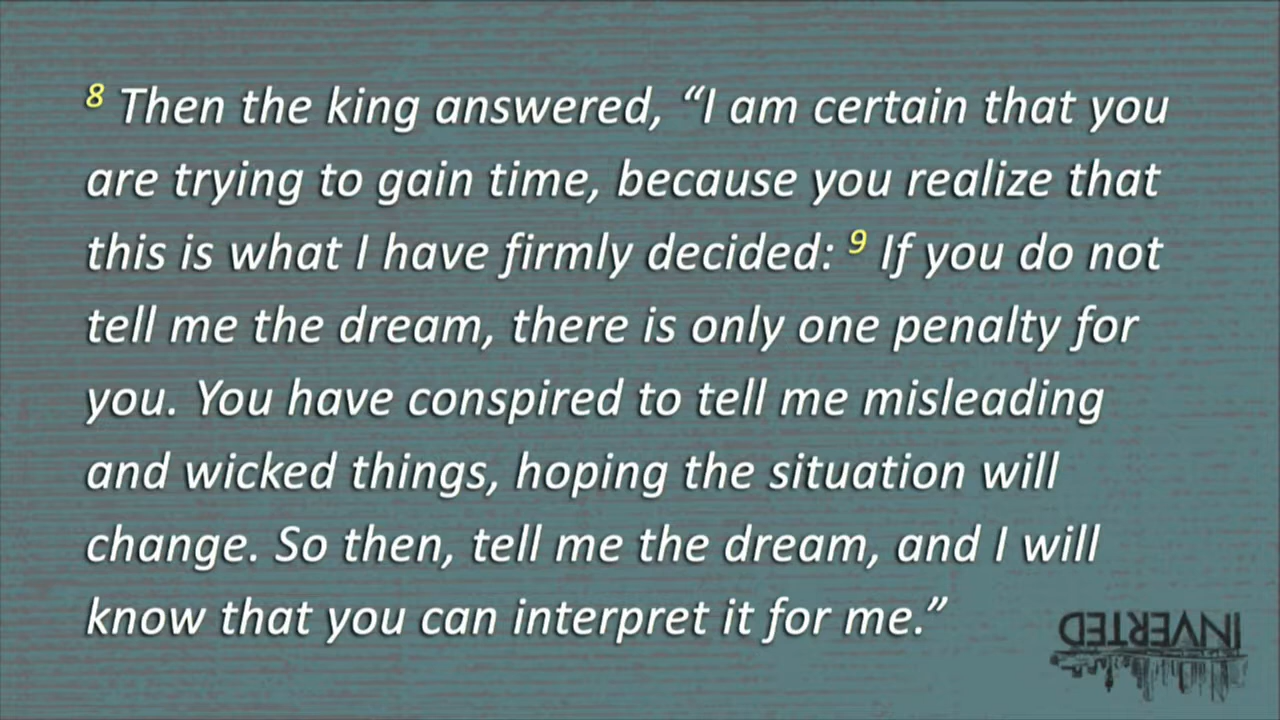 8 Then the king answered, “I am certain that you
are trying to gain time, because you realize that
this is what I have firmly decided: 9 If you do not
tell me the dream, there is only one penalty for
you. You have conspired to tell me misleading
and wicked things, hoping the situation will
change. So then, tell me the dream, and I will
know that you can interpret it for me.”
INVERTED